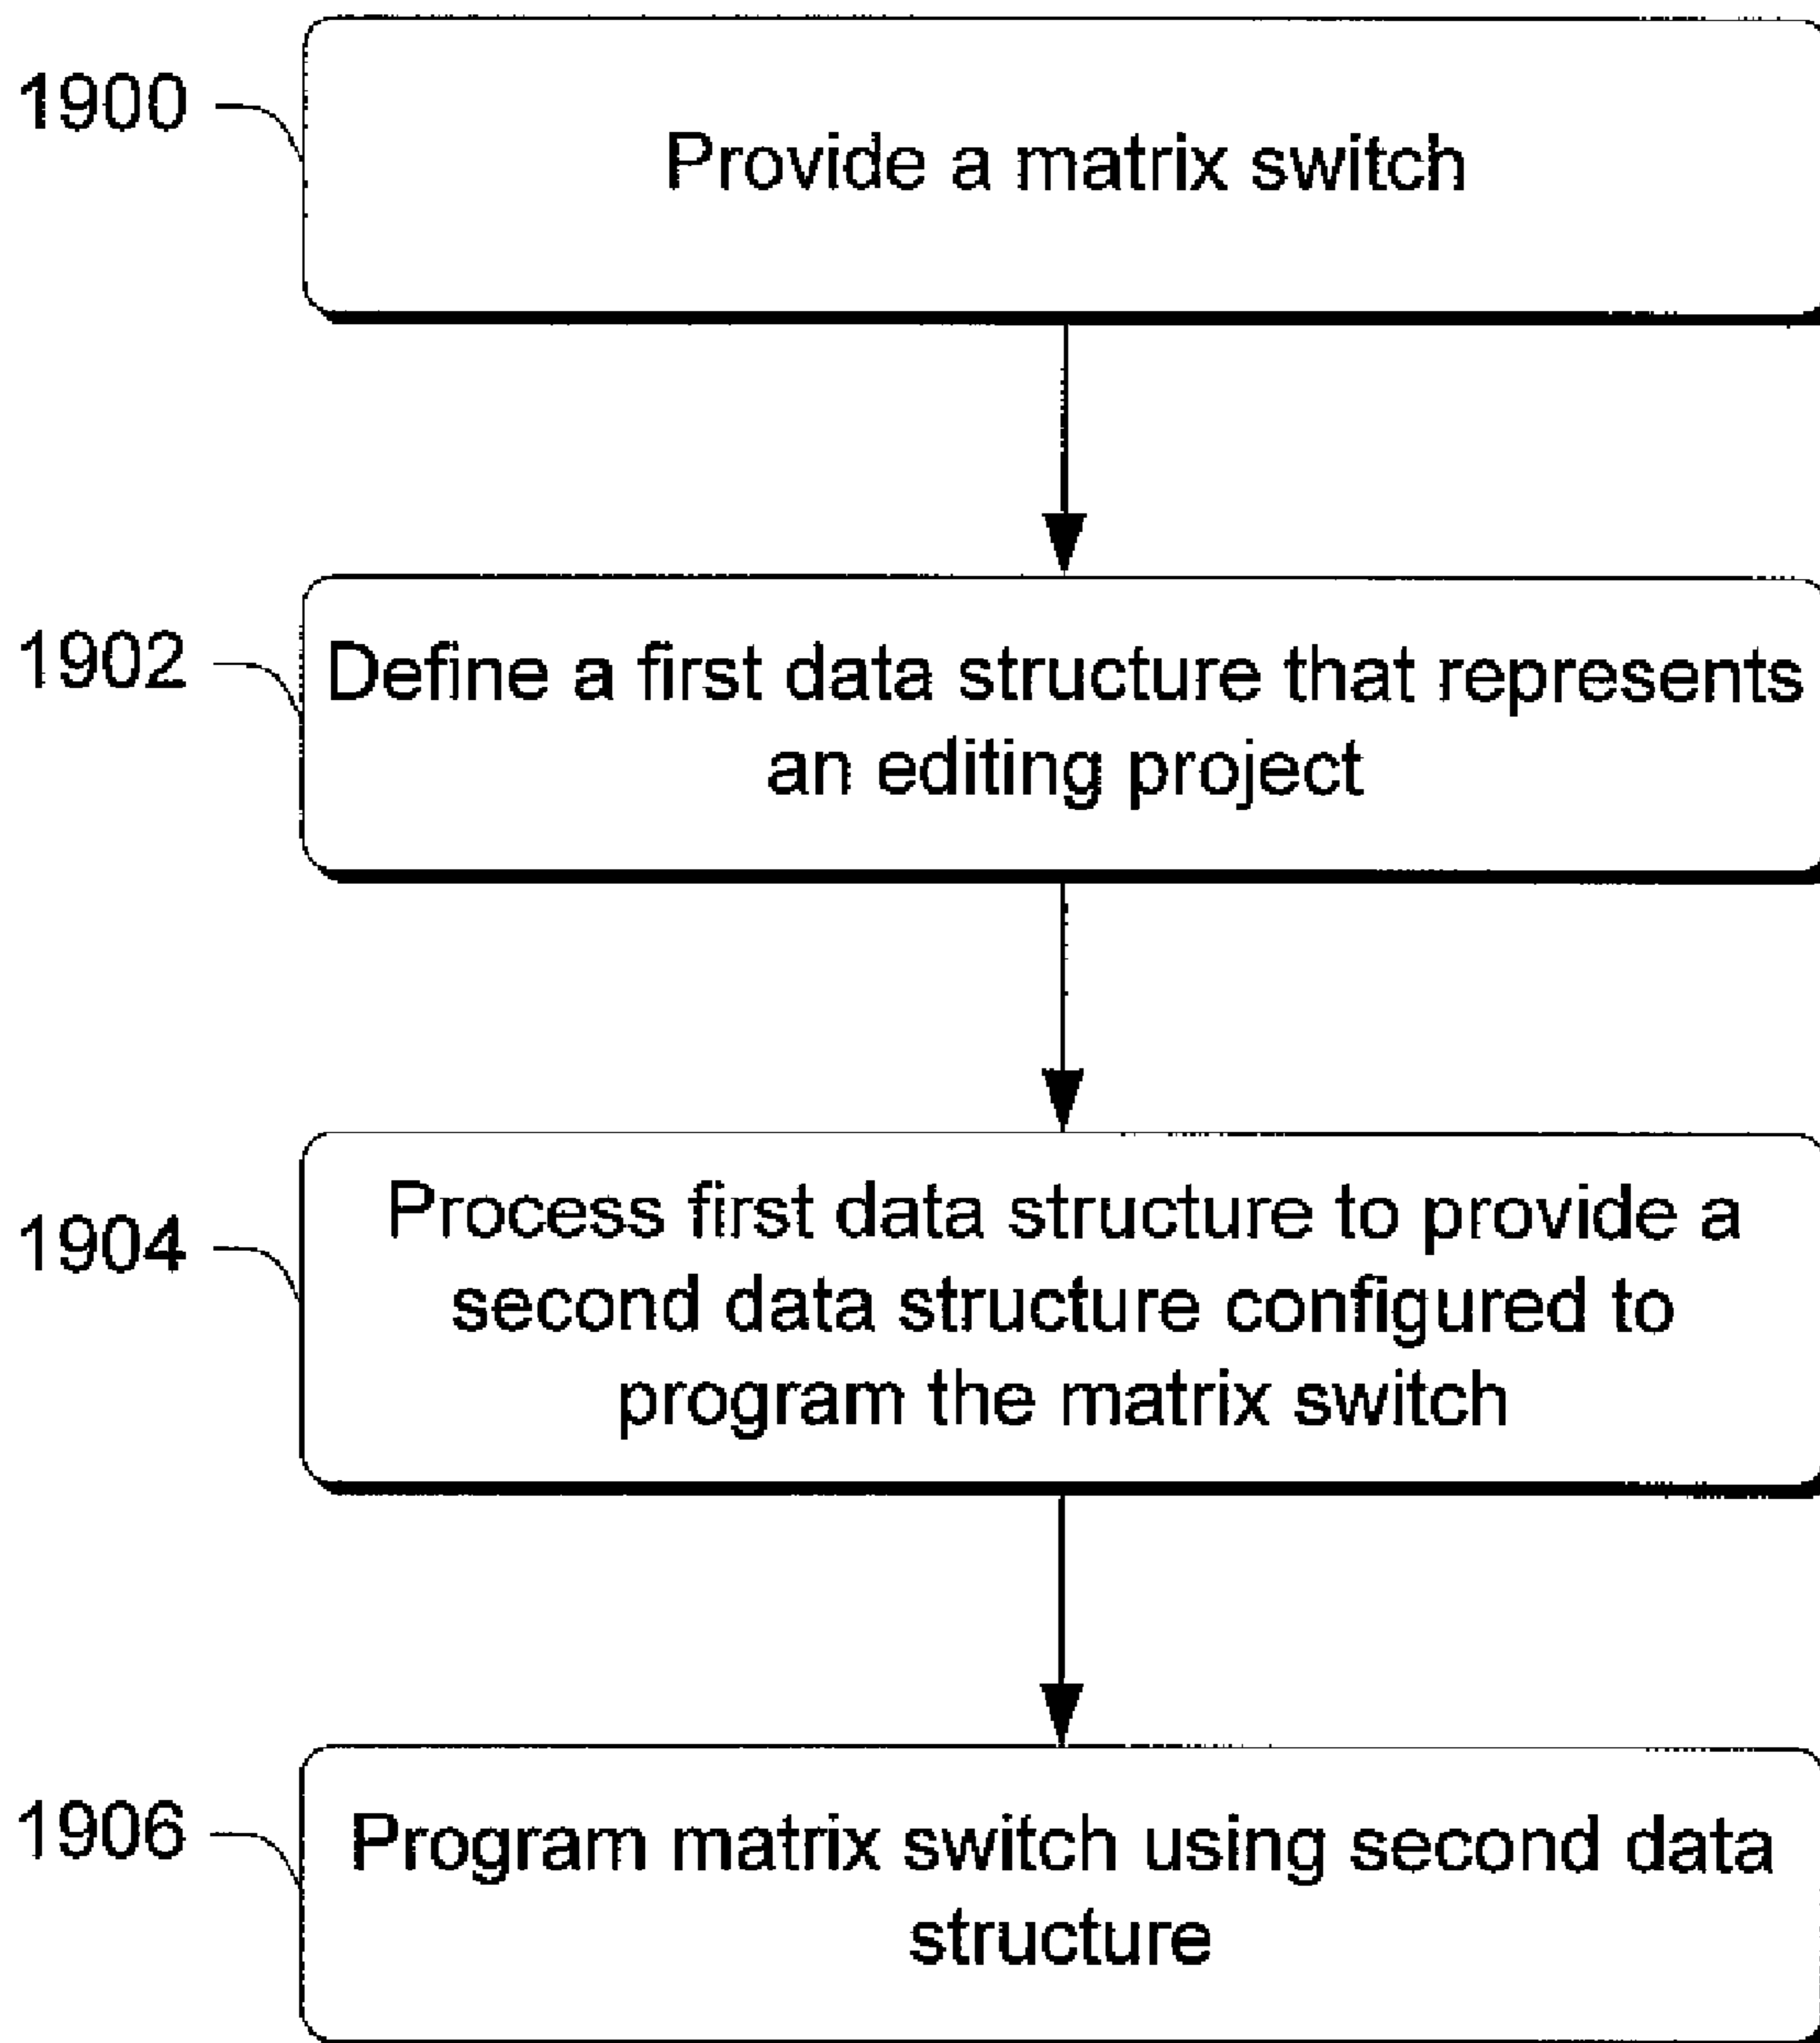 1900
Provide a matrix switch
1902
Define a first data structure that represents
an editing project
1904
Process first data structure to provide a
second data structure configured to
program the matrix switch
1906
Program matrix switch using second data
structure